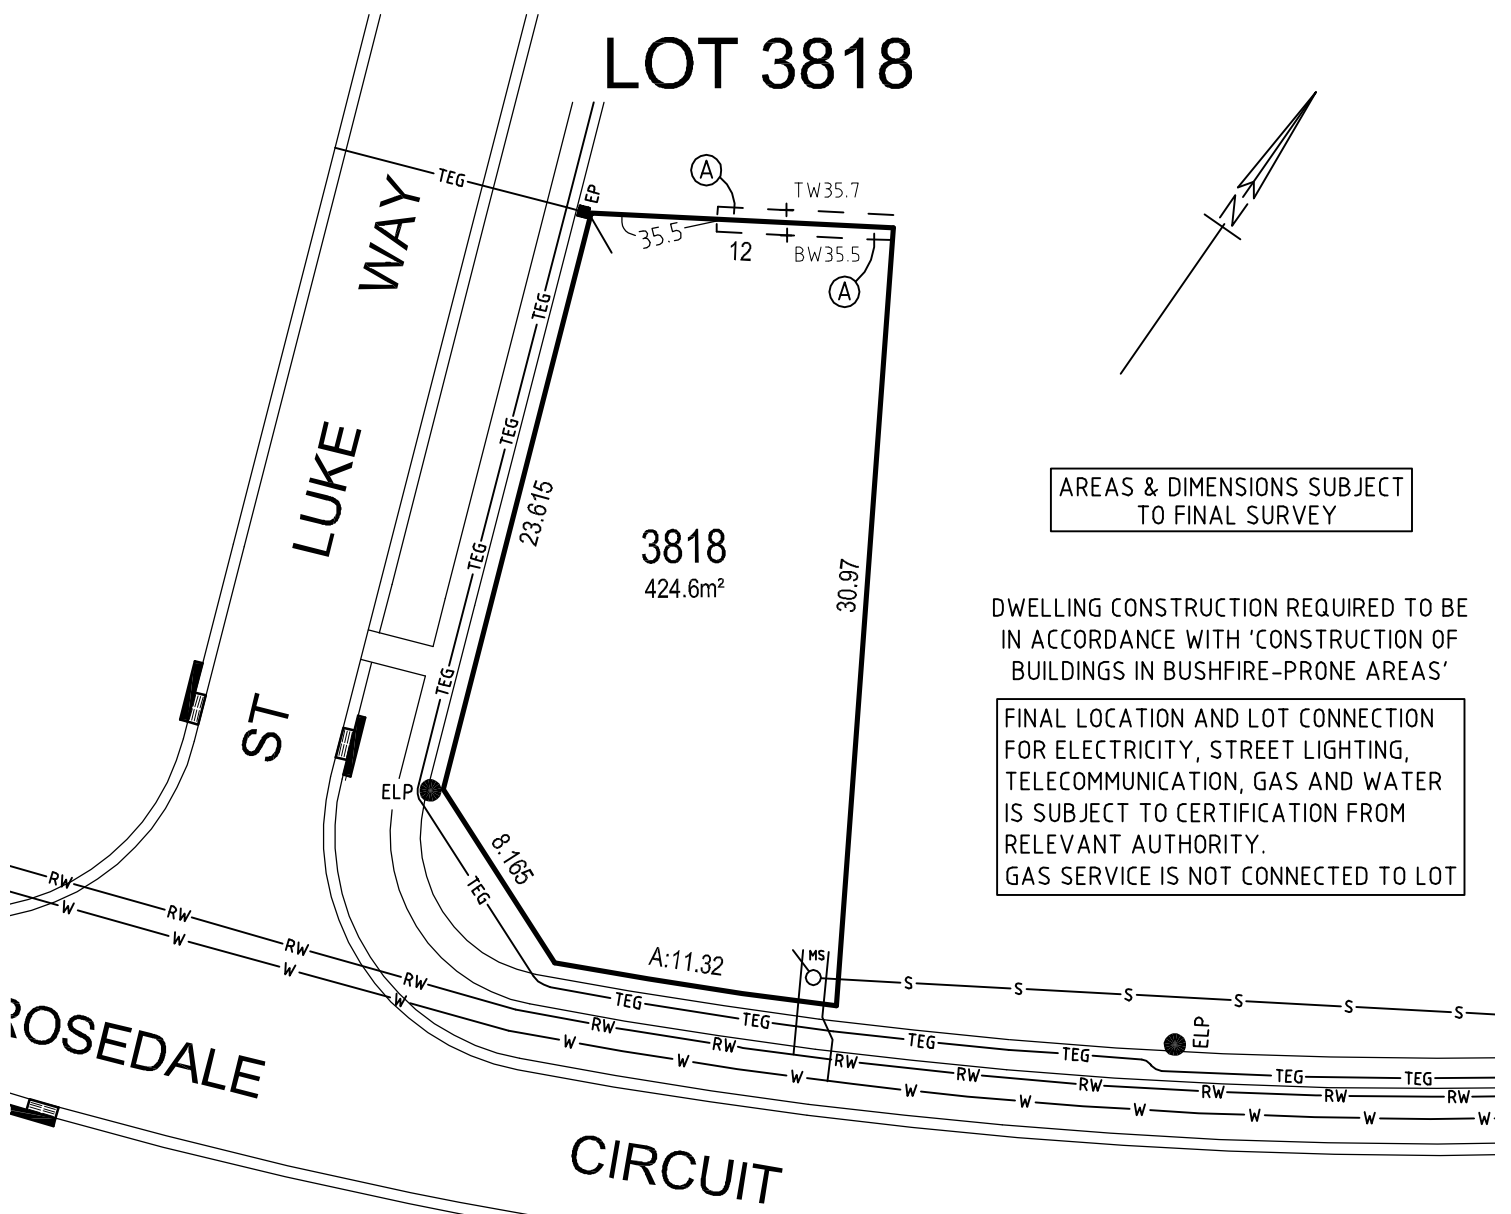 LOT 3818
A
TW35.7
TEG
EP
35.5
12
BW35.5
A
N
WAY
TEG
TEG
LUKE
23.615
AREAS & DIMENSIONS SUBJECT
TO FINAL SURVEY
3818
424.6m²
TEG
30.97
DWELLING CONSTRUCTION REQUIRED TO BE
IN ACCORDANCE WITH 'CONSTRUCTION OF
BUILDINGS IN BUSHFIRE-PRONE AREAS'
TEG
ST
FINAL LOCATION AND LOT CONNECTION
FOR ELECTRICITY, STREET LIGHTING,
TELECOMMUNICATION, GAS AND WATER
IS SUBJECT TO CERTIFICATION FROM
RELEVANT AUTHORITY.
GAS SERVICE IS NOT CONNECTED TO LOT
ELP
8.165
TEG
A:11.32
MS
S S S S S S
RW RW RW RW RW RW RW RW RW RW RW RW
W W W W W W W W W W W W W
TEG TEG TEG TEG TEG TEG
ELP
ROSEDALE
CIRCUIT